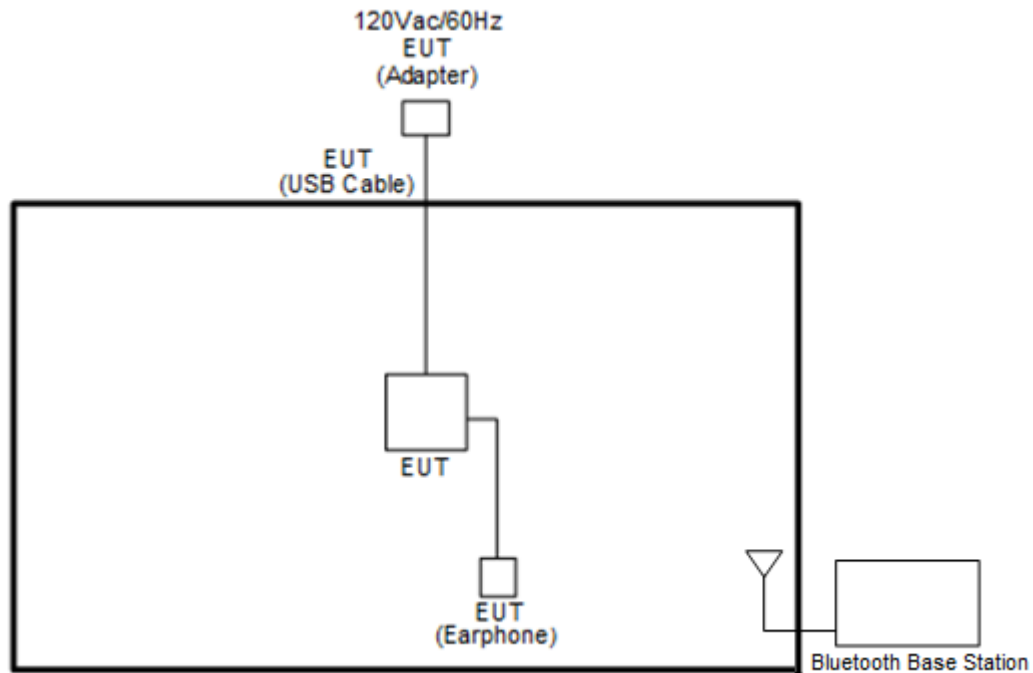 120Vac/60Hz
EUT
(Adapter)
EUT
(USB Cable)
EUT
EUT
(Earphone)
Bluetooth Base Station